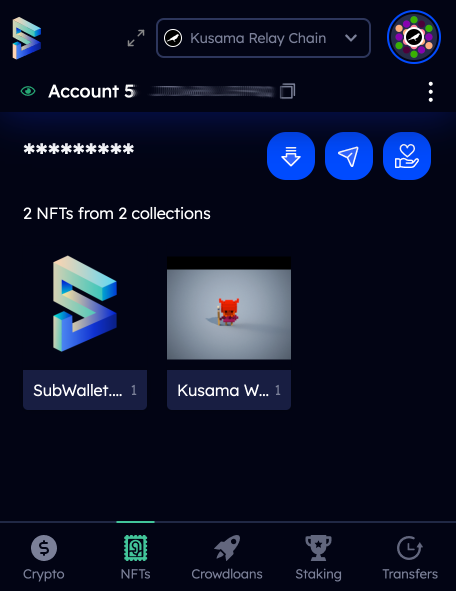 Kusama Relay Chain
Account 5
*********
2 NFTs from 2 collections
SubWallet.... 1
Kusama W... 1
Crypto
NFTs
Crowdloans
Staking
Transfers